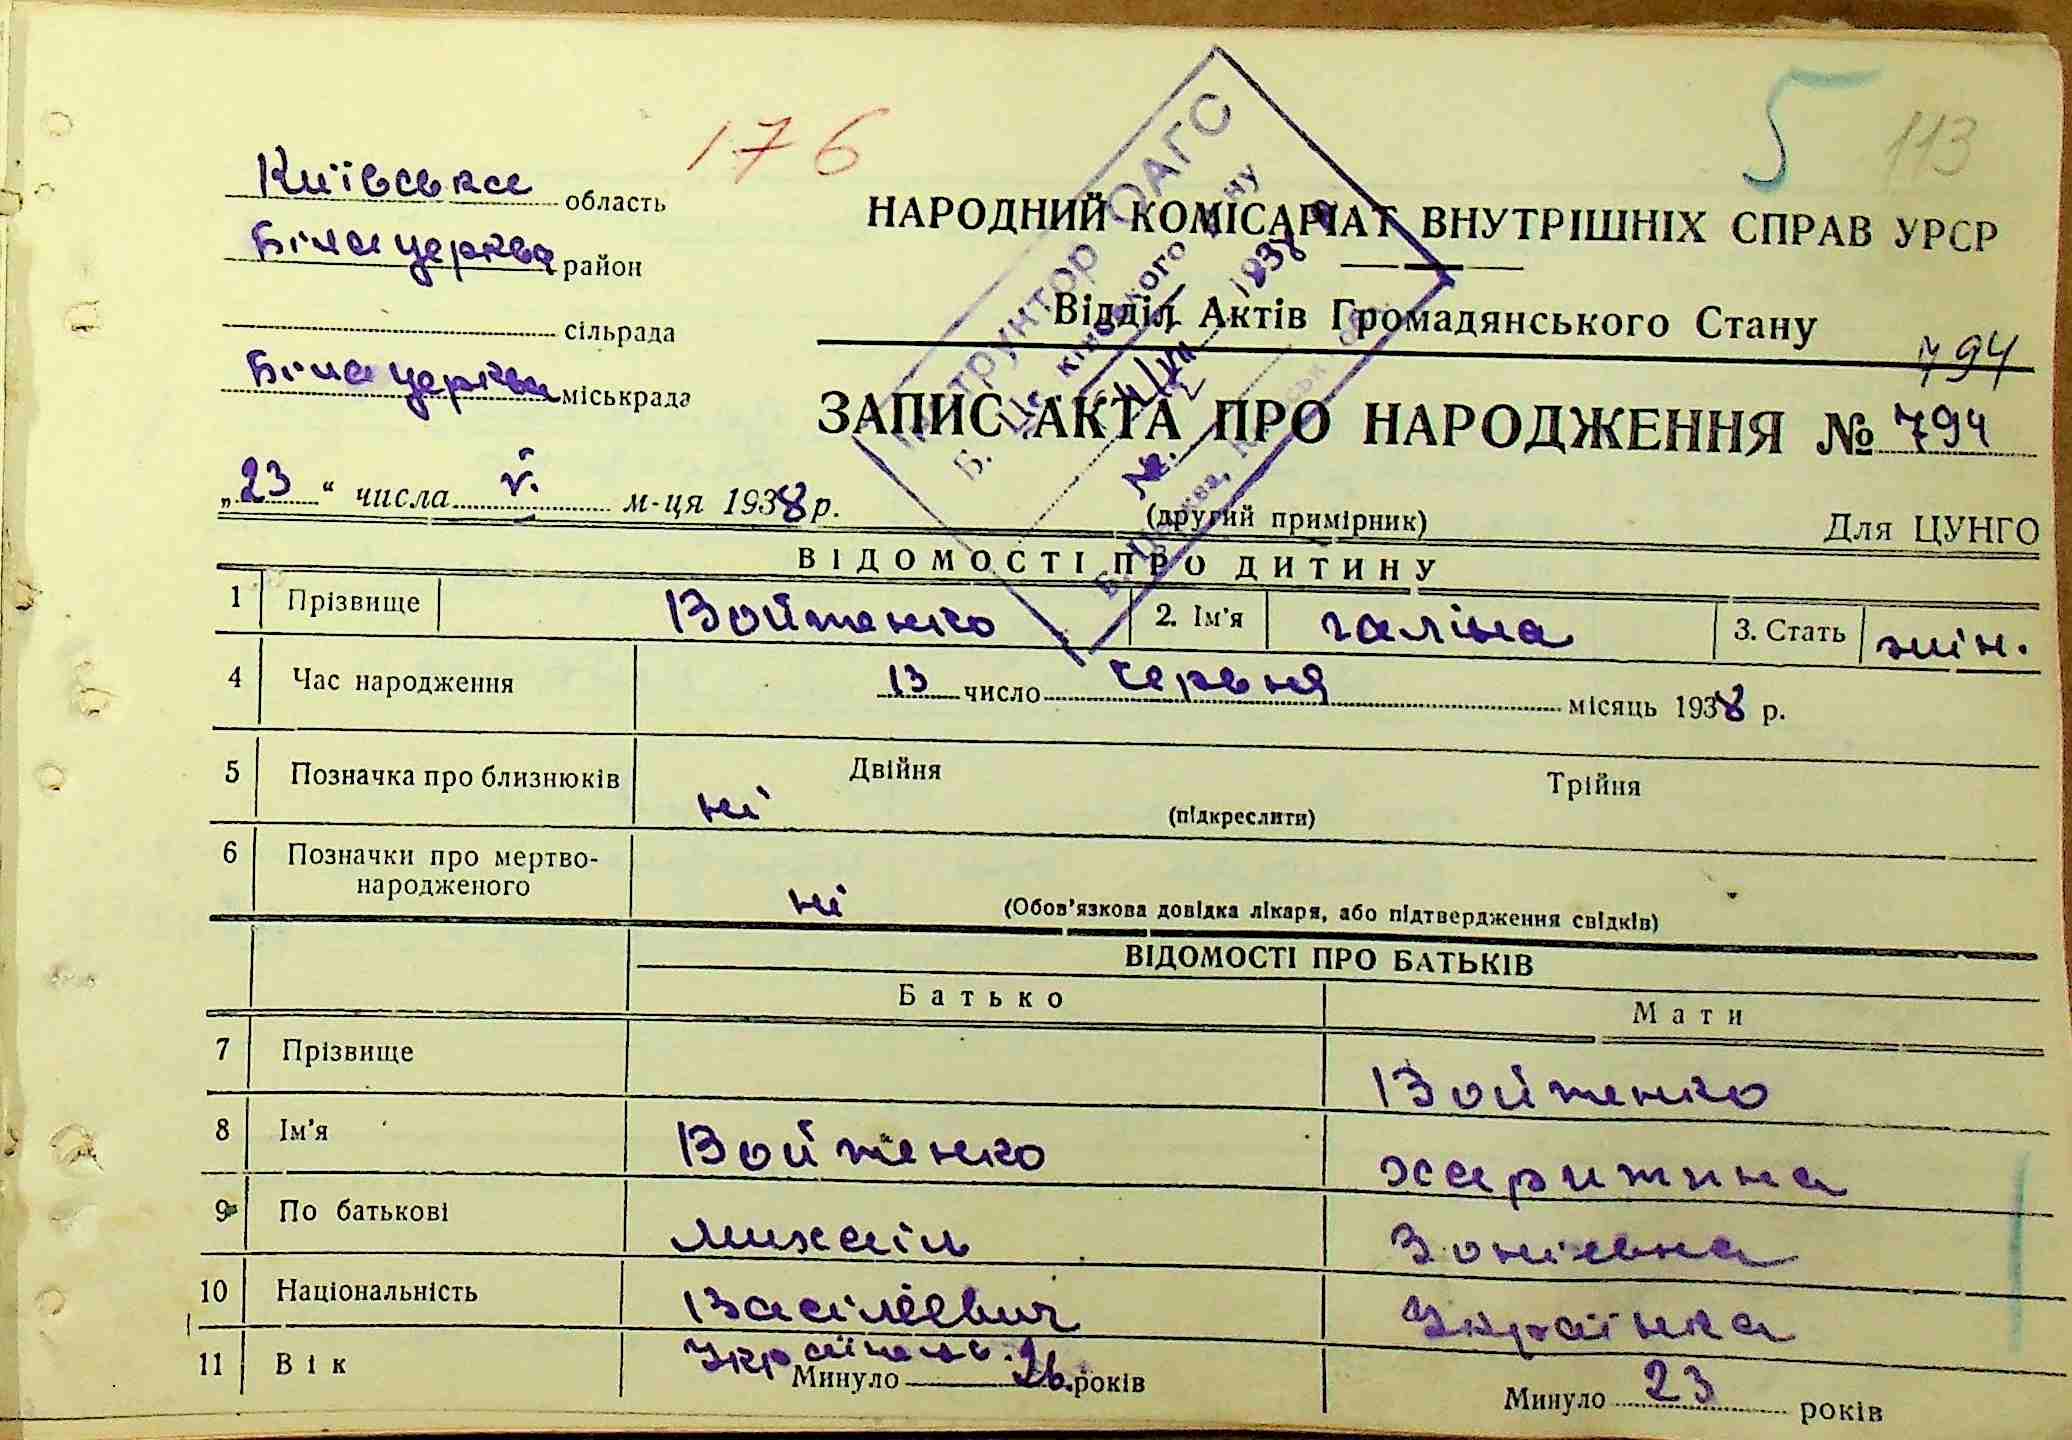 176
5 113
Київська область
Біла церква район
сільрада
Біла церква міськрада
НАРОДНИЙ КОМІСАРІАТ ВНУТРІШНІХ СПРАВ УРСР
Відділ Актів Громадянського Стану
794
ЗАПИС АКТА ПРО НАРОДЖЕННЯ № 794
„23“ числа V. м-ця 1938 р.
(другий примірник) Для ЦУНГО
ВІДОМОСТІ ПРО ДИТИНУ
1 Прізвище Войтенко 2. Ім'я галіна 3. Стать жін.
4 Час народження 13 число червня місяць 1938 р.
5 Позначка про близнюків ні Двійня Трійня
(підкреслити)
6 Позначки про мертво-
народженого ні (Обов'язкова довідка лікаря, або підтвердження свідків)
ВІДОМОСТІ ПРО БАТЬКІВ
Батько Мати
7 Прізвище Войтенко
8 Ім'я Войтенко
9 По батькові Михаіл
10 Національність Васілієвич Українка
11 Вік Українець Минуло 26 років Минуло 23 років
Інструктор ОАГС
1938